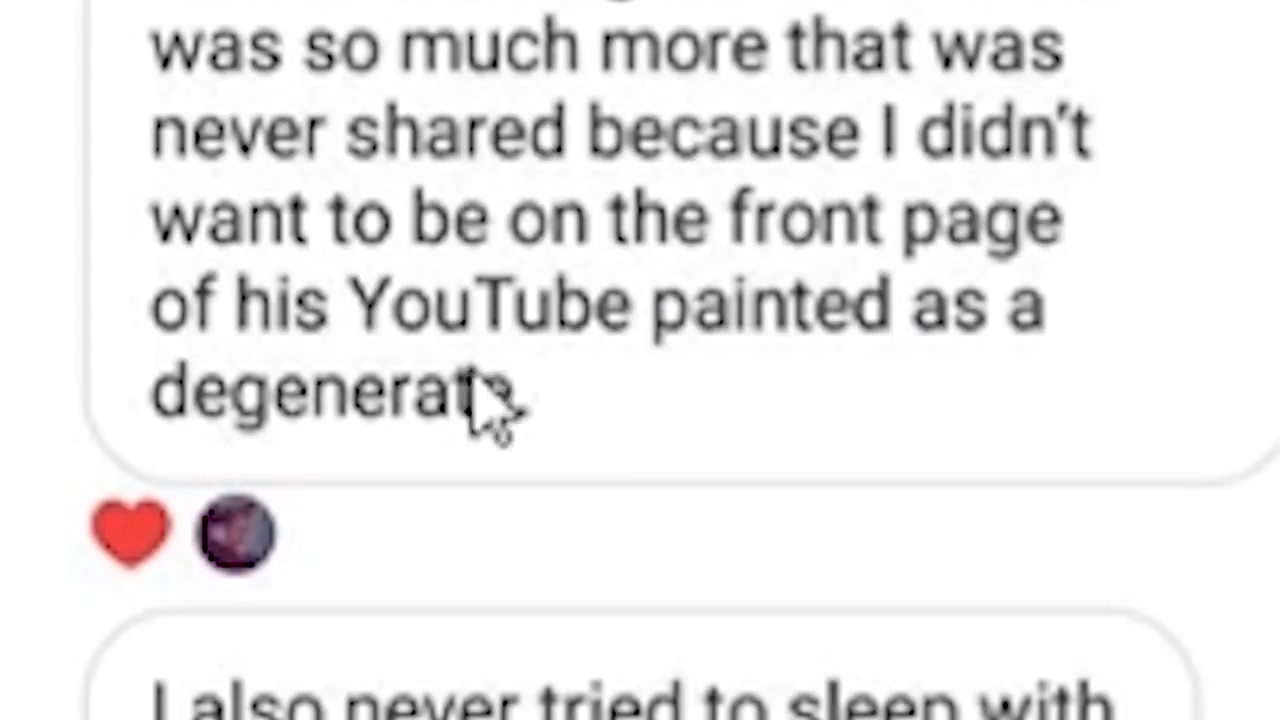 was so much more that was
never shared because I didn't
want to be on the front page
of his YouTube painted as a
degenerate
I also never tried to sleep with